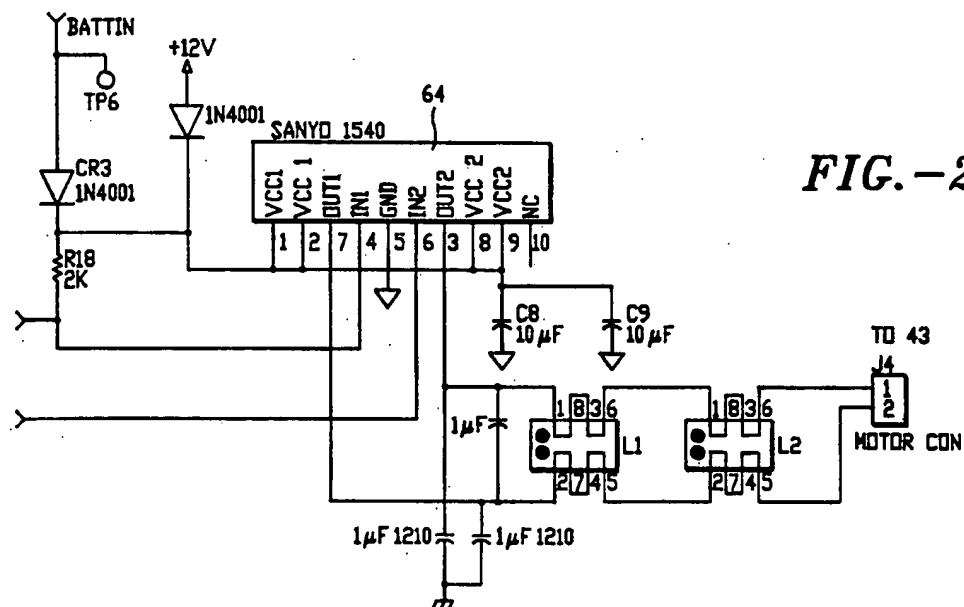 BATTIN
+12V
TP6
1N4001
64
SANYO 1540
VCC1
VCC 1
OUT1
IN1
GND
IN2
OUT2
VCC 2
VCC2
NC
FIG.-2
CR3
1N4001
1 2 7 4 5 6 3 8 9 10
R18
2K
C8
10µF
C9
10µF
TO 43
J4
1
2
MOTOR CON
1 8 3 6
1 8 3 6
1µF
L1
L2
2 7 4 5
2 7 4 5
1µF 1210
1µF 1210